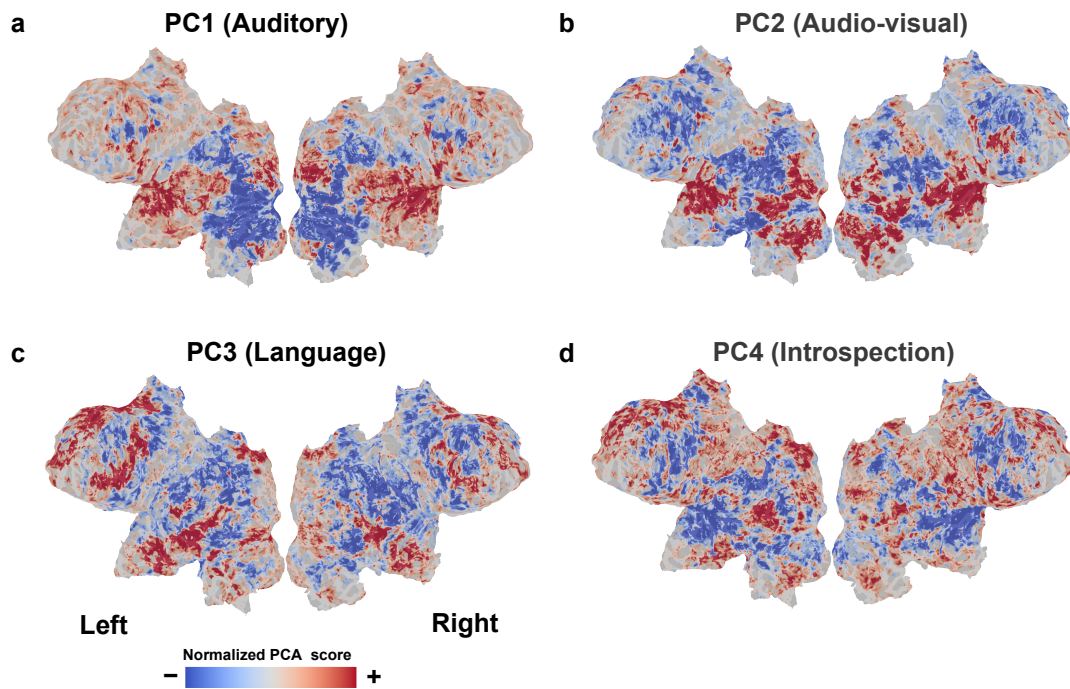 a PC1 (Auditory)
b PC2 (Audio-visual)
c PC3 (Language)
d PC4 (Introspection)
Left
Right
Normalized PCA score
− +